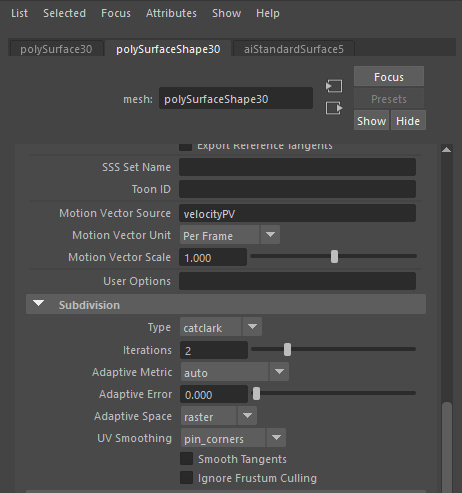 List Selected Focus Attributes Show Help
polySurface30 polySurfaceShape30 aiStandardSurface5
Focus
mesh: polySurfaceShape30 Presets
Show Hide
Export Reference Tangents
SSS Set Name
Toon ID
Motion Vector Source velocityPV
Motion Vector Unit Per Frame
Motion Vector Scale 1.000
User Options
Subdivision
Type catclark
Iterations 2
Adaptive Metric auto
Adaptive Error 0.000
Adaptive Space raster
UV Smoothing pin_corners
Smooth Tangents
Ignore Frustum Culling